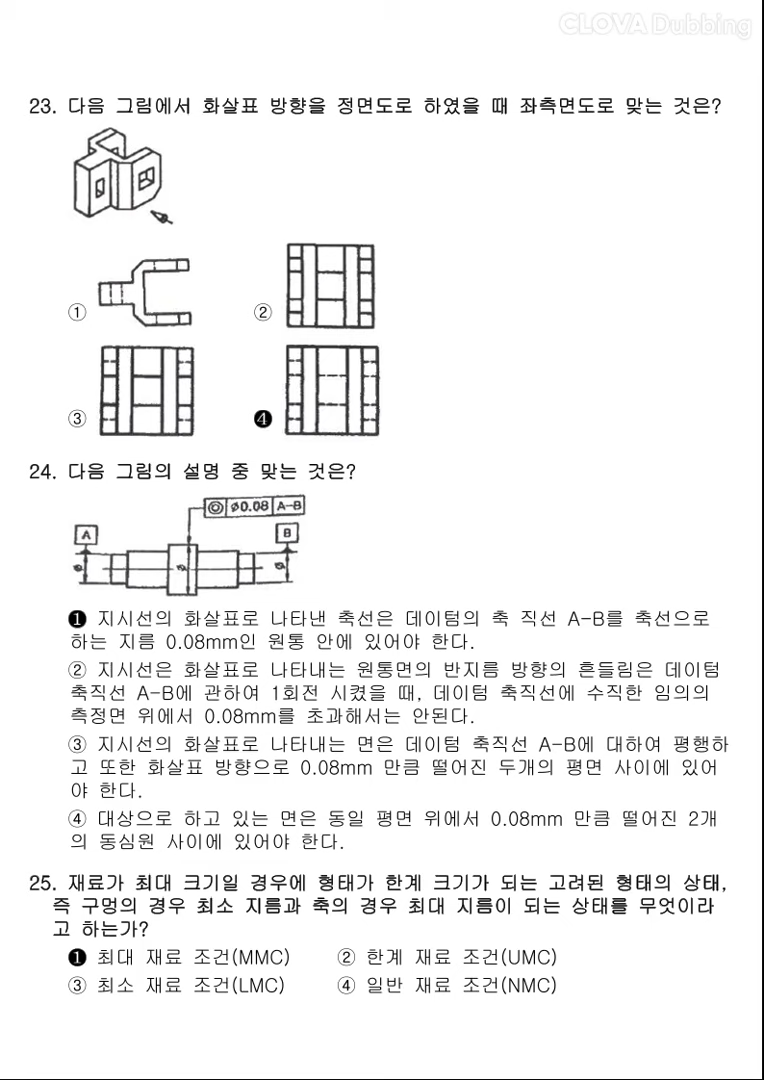 CLOVA Dubbing
23. 다음 그림에서 화살표 방향을 정면도로 하였을 때 좌측면도로 맞는 것은?
①
②
③
❹
24. 다음 그림의 설명 중 맞는 것은?
◎ ø0.08 A-B
A
B
ø ø ø
❶ 지시선의 화살표로 나타낸 축선은 데이텀의 축 직선 A-B를 축선으로
하는 지름 0.08mm인 원통 안에 있어야 한다.
② 지시선은 화살표로 나타내는 원통면의 반지름 방향의 흔들림은 데이텀
축직선 A-B에 관하여 1회전 시켰을 때, 데이텀 축직선에 수직한 임의의
측정면 위에서 0.08mm를 초과해서는 안된다.
③ 지시선의 화살표로 나타내는 면은 데이텀 축직선 A-B에 대하여 평행하
고 또한 화살표 방향으로 0.08mm 만큼 떨어진 두개의 평면 사이에 있어
야 한다.
④ 대상으로 하고 있는 면은 동일 평면 위에서 0.08mm 만큼 떨어진 2개
의 동심원 사이에 있어야 한다.
25. 재료가 최대 크기일 경우에 형태가 한계 크기가 되는 고려된 형태의 상태,
즉 구멍의 경우 최소 지름과 축의 경우 최대 지름이 되는 상태를 무엇이라
고 하는가?
❶ 최대 재료 조건(MMC) ② 한계 재료 조건(UMC)
③ 최소 재료 조건(LMC) ④ 일반 재료 조건(NMC)